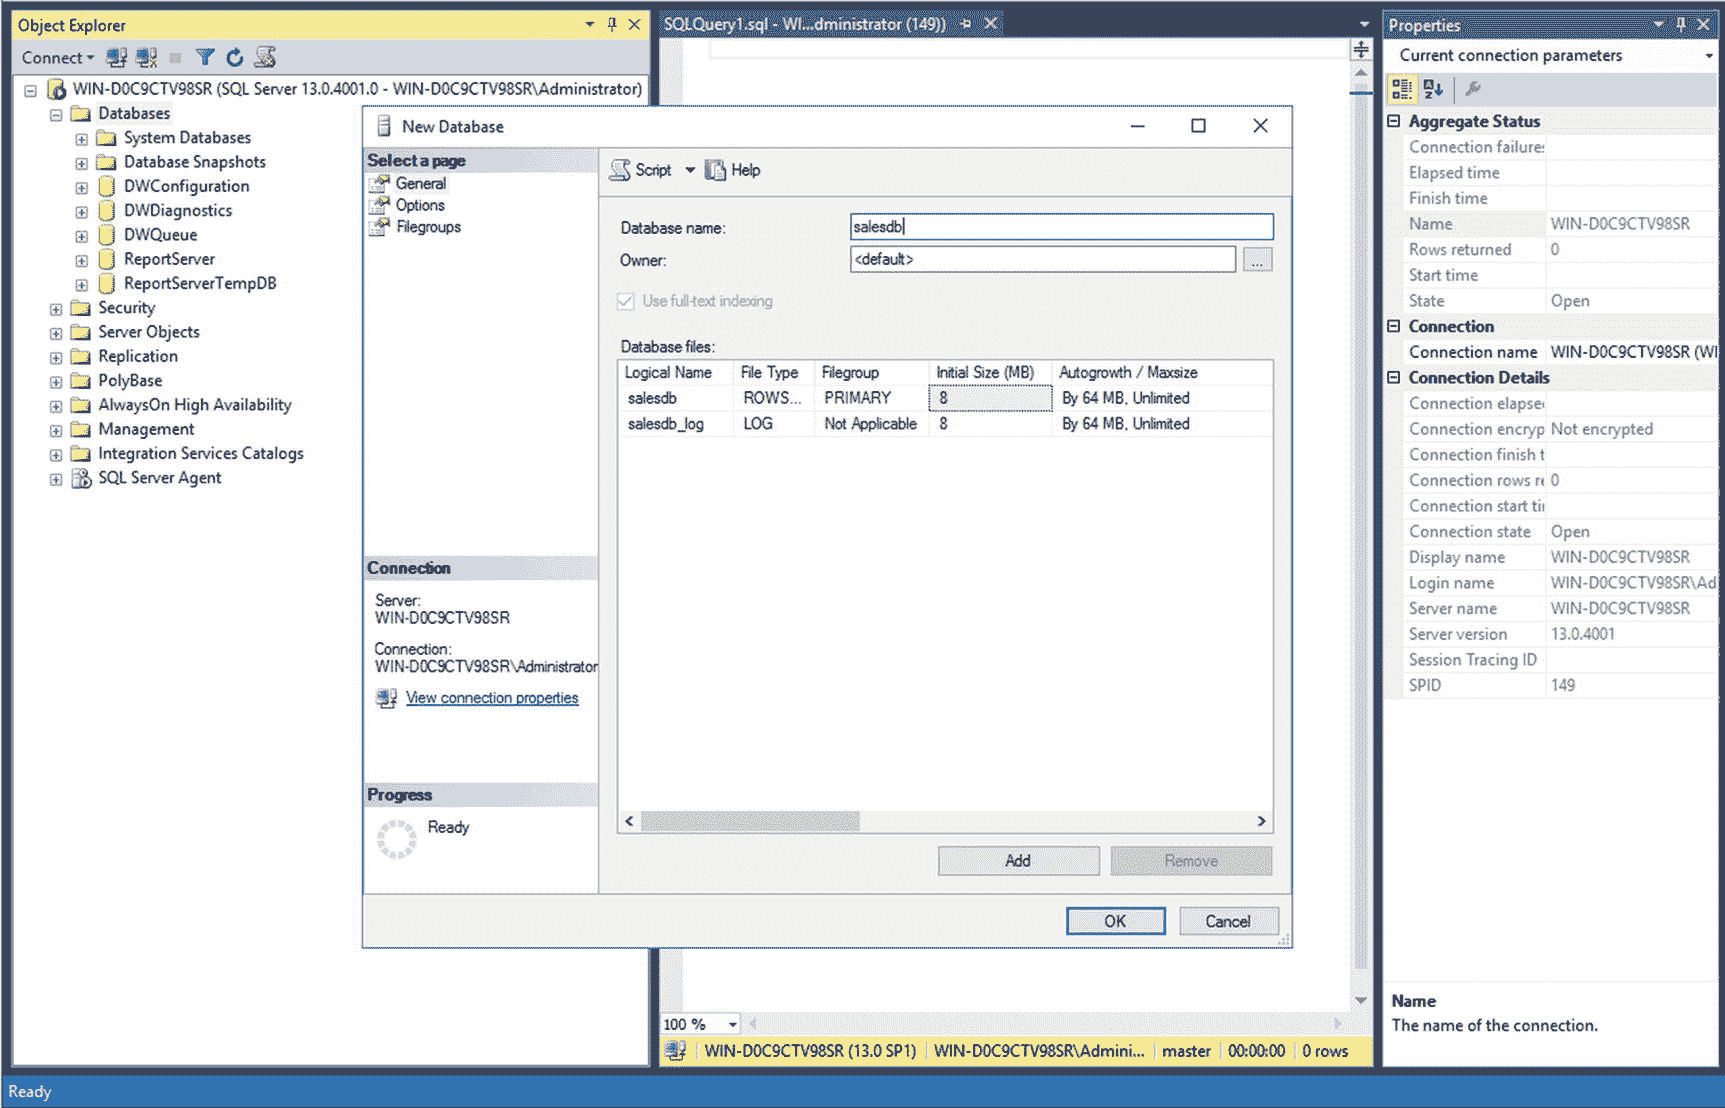 Object Explorer
Connect
WIN-D0C9CTV98SR (SQL Server 13.0.4001.0 - WIN-D0C9CTV98SR\Administrator)
Databases
System Databases
Database Snapshots
DWConfiguration
DWDiagnostics
DWQueue
ReportServer
ReportServerTempDB
Security
Server Objects
Replication
PolyBase
AlwaysOn High Availability
Management
Integration Services Catalogs
SQL Server Agent
SQLQuery1.sql - WI...dministrator (149))
New Database
Select a page
General
Options
Filegroups
Connection
Server:
WIN-D0C9CTV98SR
Connection:
WIN-D0C9CTV98SR\Administrator
View connection properties
Progress
Ready
Script
Help
Database name:
salesdb
Owner:
<default>
...
Use full-text indexing
Database files:
Logical Name File Type Filegroup Initial Size (MB) Autogrowth / Maxsize
salesdb ROWS... PRIMARY 8 By 64 MB, Unlimited
salesdb_log LOG Not Applicable 8 By 64 MB, Unlimited
Add
Remove
OK
Cancel
100 %
WIN-D0C9CTV98SR (13.0 SP1) WIN-D0C9CTV98SR\Admini... master 00:00:00 0 rows
Properties
Current connection parameters
Aggregate Status
Connection failures
Elapsed time
Finish time
Name WIN-D0C9CTV98SR
Rows returned 0
Start time
State Open
Connection
Connection name WIN-D0C9CTV98SR (WI
Connection Details
Connection elapse
Connection encryp Not encrypted
Connection finish t
Connection rows re 0
Connection start ti
Connection state Open
Display name WIN-D0C9CTV98SR
Login name WIN-D0C9CTV98SR\Ad
Server name WIN-D0C9CTV98SR
Server version 13.0.4001
Session Tracing ID
SPID 149
Name
The name of the connection.
Ready